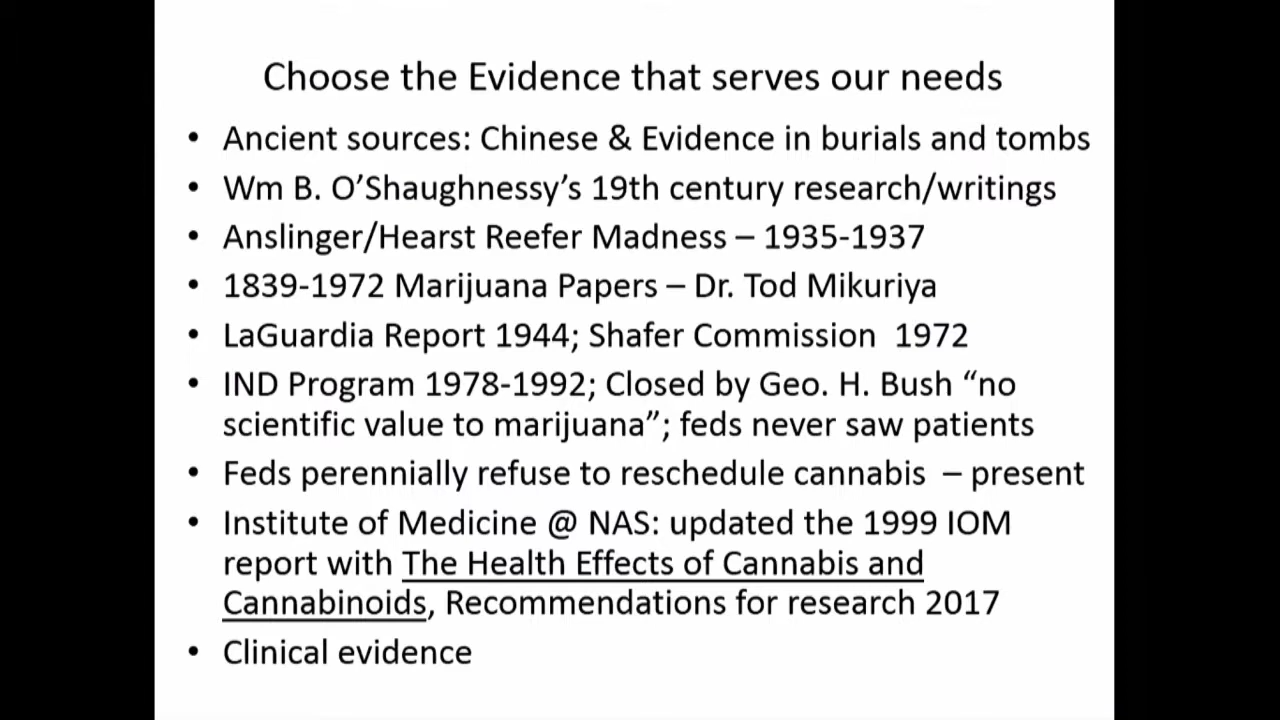 Choose the Evidence that serves our needs
• Ancient sources: Chinese & Evidence in burials and tombs
• Wm B. O’Shaughnessy’s 19th century research/writings
• Anslinger/Hearst Reefer Madness – 1935-1937
• 1839-1972 Marijuana Papers – Dr. Tod Mikuriya
• LaGuardia Report 1944; Shafer Commission 1972
• IND Program 1978-1992; Closed by Geo. H. Bush “no
scientific value to marijuana”; feds never saw patients
• Feds perennially refuse to reschedule cannabis – present
• Institute of Medicine @ NAS: updated the 1999 IOM
report with The Health Effects of Cannabis and
Cannabinoids, Recommendations for research 2017
• Clinical evidence